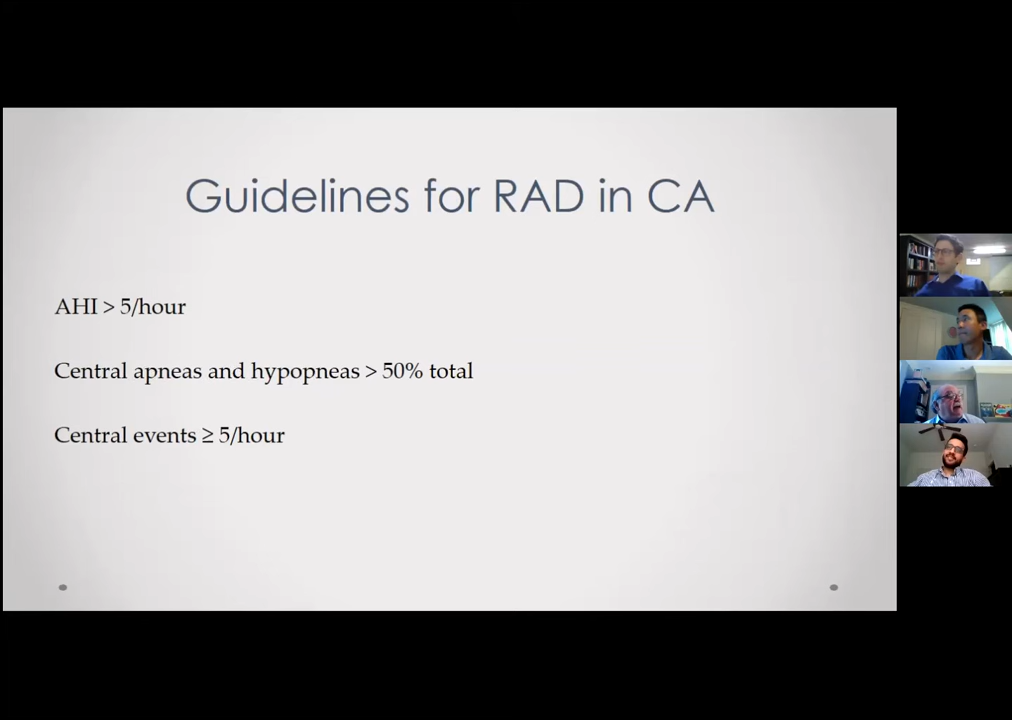 Guidelines for RAD in CA
AHI > 5/hour
Central apneas and hypopneas > 50% total
Central events ≥ 5/hour